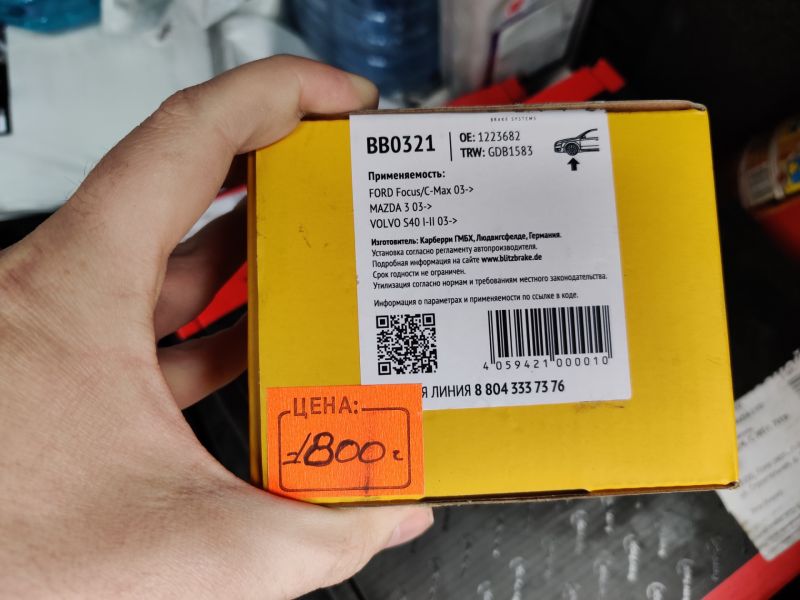 BRAKE SYSTEMS
BB0321
OE: 1223682
TRW: GDB1583
Применяемость:
FORD Focus/C-Max 03->
MAZDA 3 03->
VOLVO S40 I-II 03->
Изготовитель: Карберри ГМБХ, Людвигсфелде, Германия.
Установка согласно регламенту автопроизводителя.
Подробная информация на сайте www.blitzbrake.de
Срок годности не ограничен.
Утилизация согласно нормам и требованиям местного законодательства.
Информация о параметрах и применяемости по ссылке в коде.
4 059421 000010
Я ЛИНИЯ 8 804 333 73 76
ЦЕНА:
1800